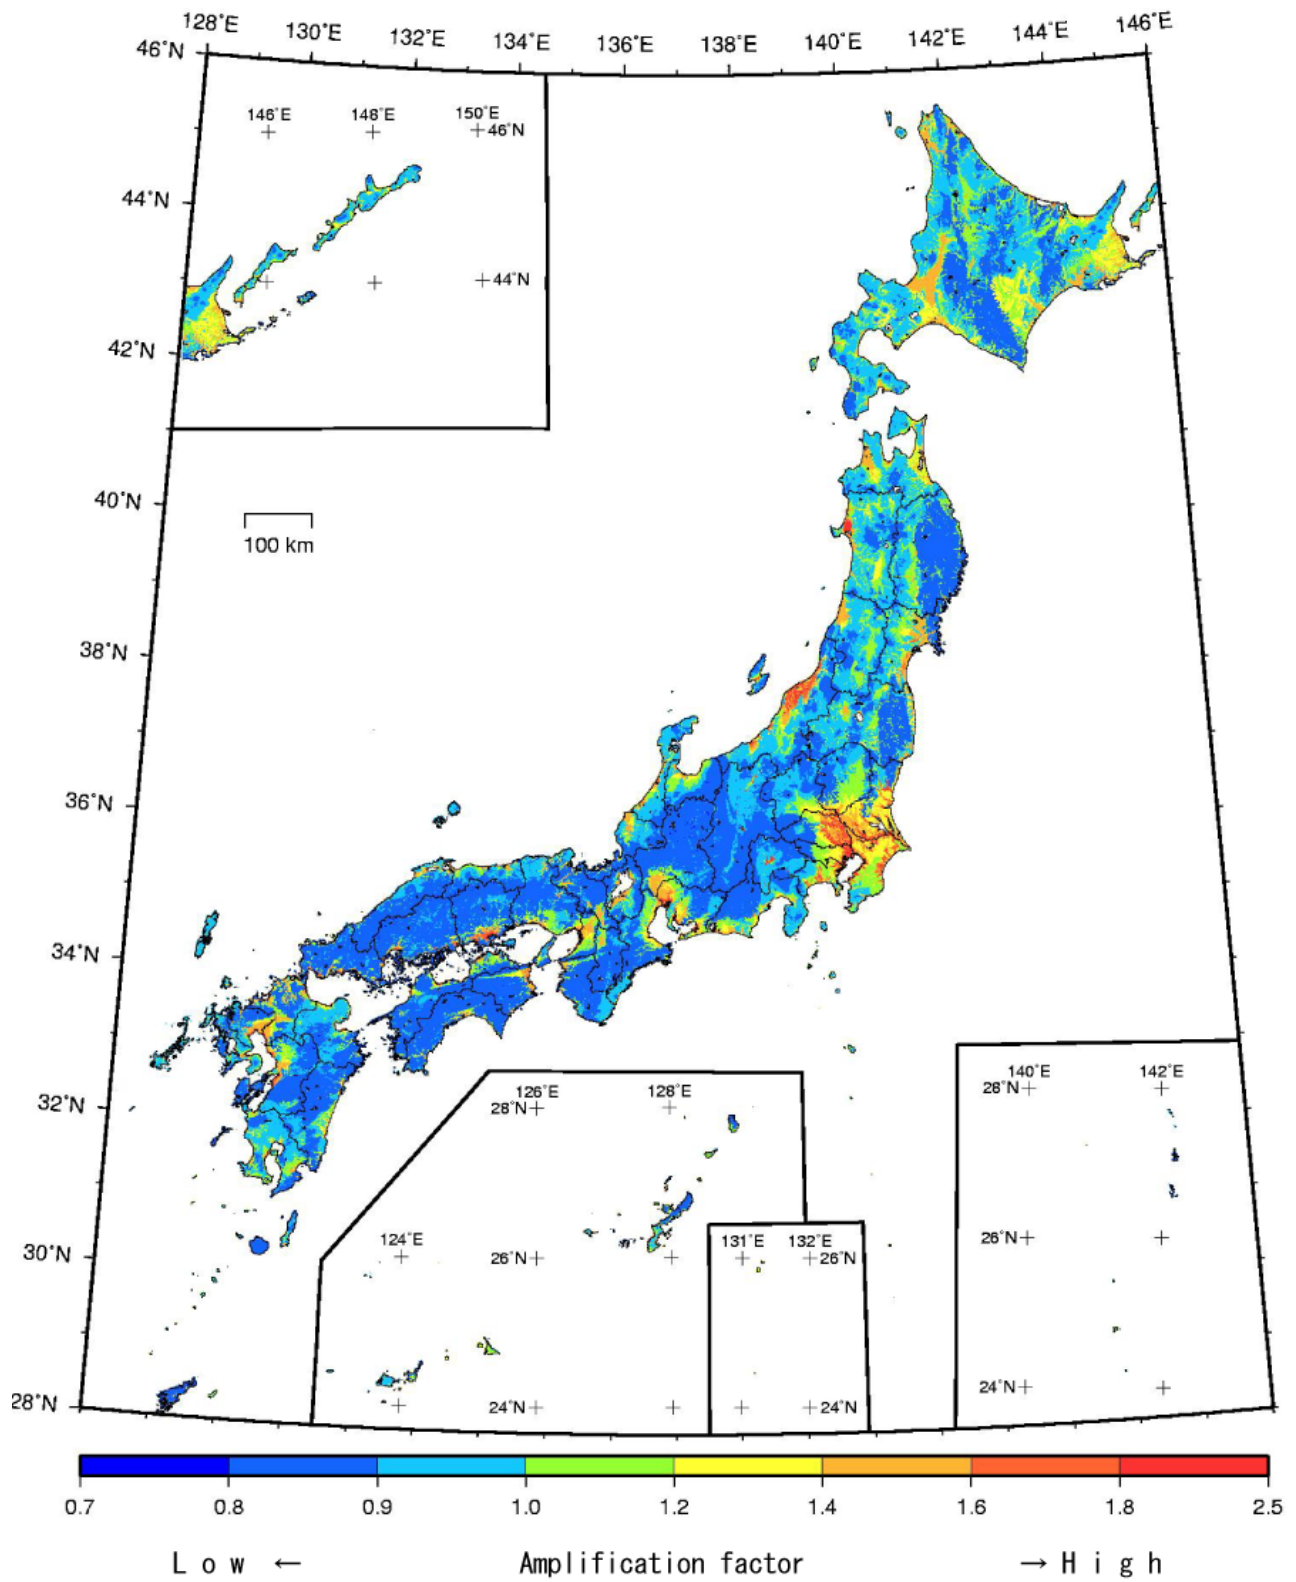 128°E 130°E 132°E 134°E 136°E 138°E 140°E 142°E 144°E 146°E
46°N
146°E 148°E 150°E
46°N
44°N
44°N
42°N
40°N
100 km
38°N
36°N
34°N
32°N
30°N
28°N
126°E 128°E
28°N
124°E
26°N
24°N
131°E 132°E
26°N
24°N
140°E 142°E
28°N
26°N
24°N
0.7 0.8 0.9 1.0 1.2 1.4 1.6 1.8 2.5
Low ← Amplification factor → High